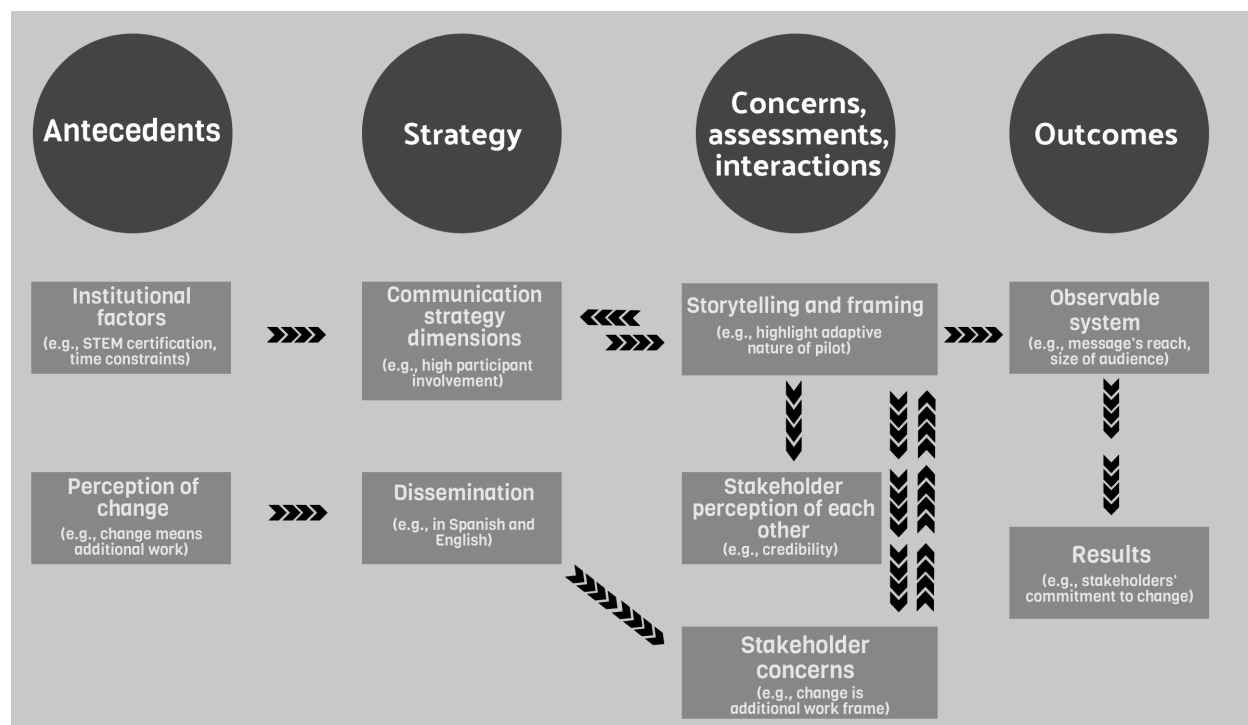 Antecedents
Strategy
Concerns,
assessments,
interactions
Outcomes
Institutional
factors
(e.g., STEM certification,
time constraints)
Communication
strategy
dimensions
(e.g., high participant
involvement)
Storytelling and framing
(e.g., highlight adaptive
nature of pilot)
Observable
system
(e.g., message's reach,
size of audience)
Perception of
change
(e.g., change means
additional work)
Dissemination
(e.g., in Spanish and
English)
Stakeholder
perception of each
other
(e.g., credibility)
Results
(e.g., stakeholders'
commitment to change)
Stakeholder
concerns
(e.g., change is
additional work frame)